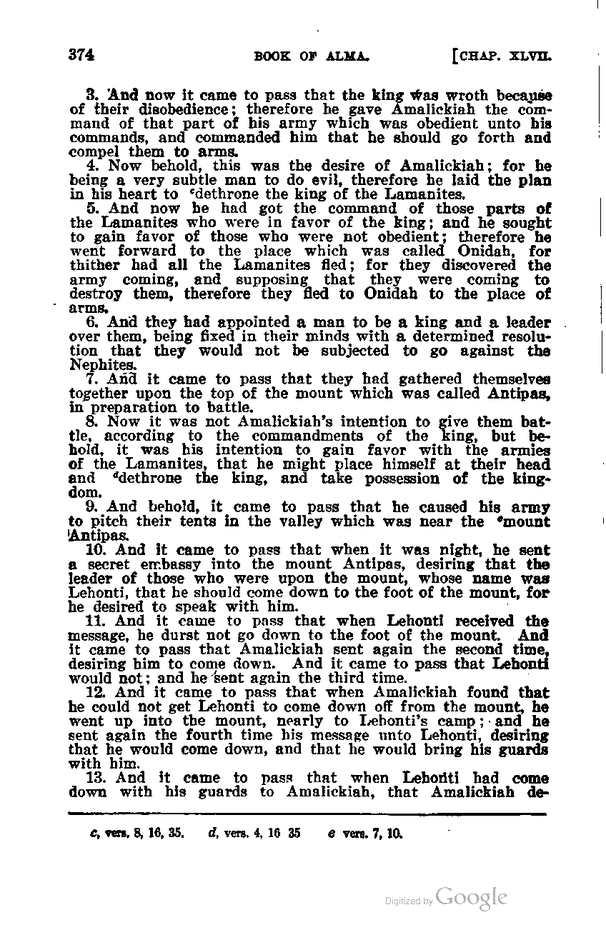 374 BOOK OF ALMA. [CHAP. XLVII.
3. And now it came to pass that the king was wroth because
of their disobedience; therefore he gave Amalickiah the com-
mand of that part of his army which was obedient unto his
commands, and commanded him that he should go forth and
compel them to arms.
4. Now behold, this was the desire of Amalickiah; for he
being a very subtle man to do evil, therefore he laid the plan
in his heart to cdethrone the king of the Lamanites.
5. And now he had got the command of those parts of
the Lamanites who were in favor of the king; and he sought
to gain favor of those who were not obedient; therefore he
went forward to the place which was called Onidah, for
thither had all the Lamanites fled; for they discovered the
army coming, and supposing that they were coming to
destroy them, therefore they fled to Onidah to the place of
arms.
6. And they had appointed a man to be a king and a leader
over them, being fixed in their minds with a determined resolu-
tion that they would not be subjected to go against the
Nephites.
7. And it came to pass that they had gathered themselves
together upon the top of the mount which was called Antipas,
in preparation to battle.
8. Now it was not Amalickiah's intention to give them bat-
tle, according to the commandments of the king, but be-
hold, it was his intention to gain favor with the armies
of the Lamanites, that he might place himself at their head
and ddethrone the king, and take possession of the king-
dom.
9. And behold, it came to pass that he caused his army
to pitch their tents in the valley which was near the emount
Antipas.
10. And it came to pass that when it was night, he sent
a secret embassy into the mount Antipas, desiring that the
leader of those who were upon the mount, whose name was
Lehonti, that he should come down to the foot of the mount, for
he desired to speak with him.
11. And it came to pass that when Lehonti received the
message, he durst not go down to the foot of the mount. And
it came to pass that Amalickiah sent again the second time,
desiring him to come down. And it came to pass that Lehonti
would not; and he sent again the third time.
12. And it came to pass that when Amalickiah found that
he could not get Lehonti to come down off from the mount, he
went up into the mount, nearly to Lehonti's camp; and he
sent again the fourth time his message unto Lehonti, desiring
that he would come down, and that he would bring his guards
with him.
13. And it came to pass that when Lehonti had come
down with his guards to Amalickiah, that Amalickiah de-
c, vers. 8, 16, 35. d, vers. 4, 16 35 e vers. 7, 10.
Digitized by Google